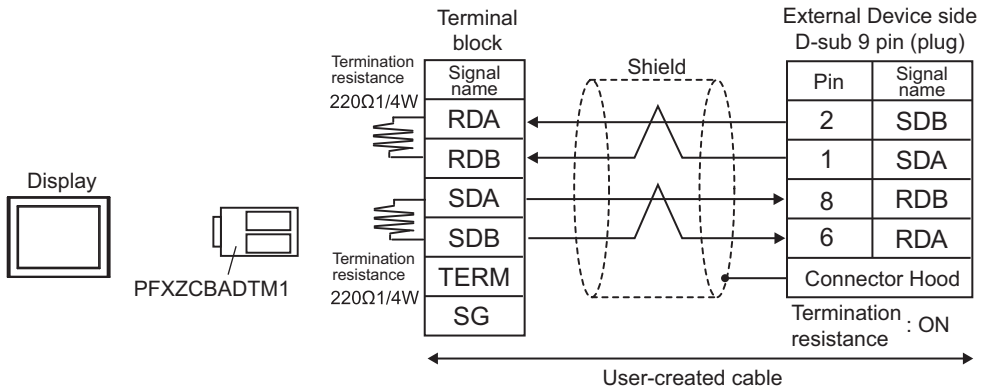 Display
PFXZCBADTM1
Terminal
block
Termination
resistance
220Ω1/4W
Signal
name
RDA
RDB
SDA
SDB
TERM
SG
Termination
resistance
220Ω1/4W
Shield
External Device side
D-sub 9 pin (plug)
Pin Signal
name
2 SDB
1 SDA
8 RDB
6 RDA
Connector Hood
Termination
resistance : ON
User-created cable